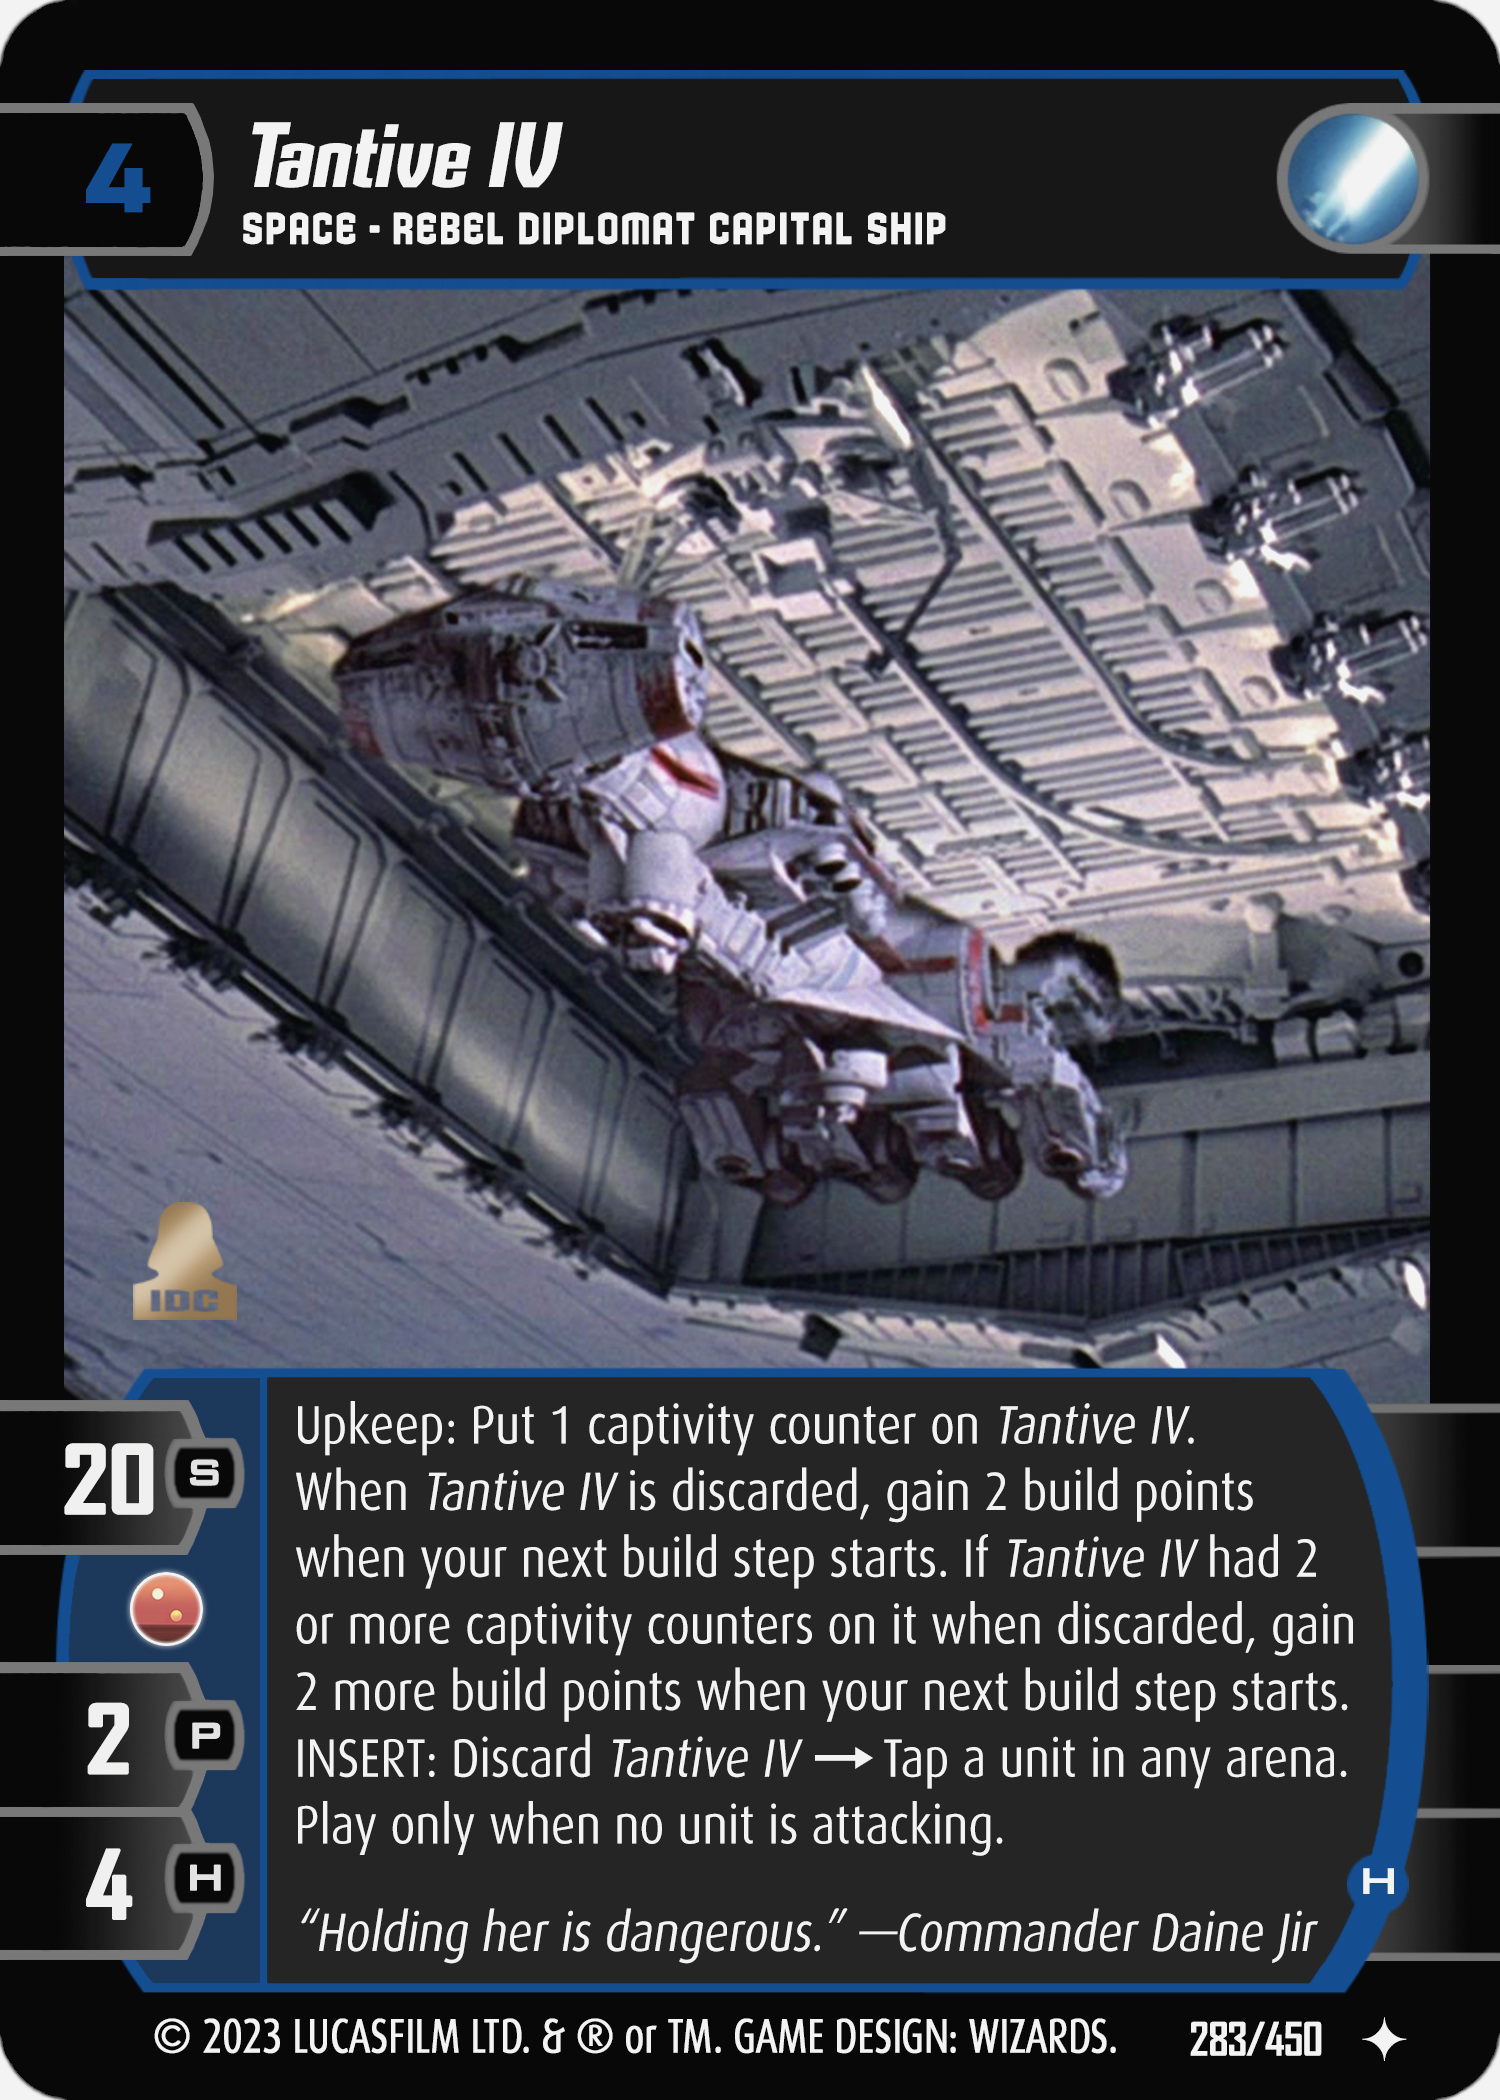 4
Tantive IV
SPACE - REBEL DIPLOMAT CAPITAL SHIP
IDC
20 S
2 P
4 H
Upkeep: Put 1 captivity counter on Tantive IV.
When Tantive IV is discarded, gain 2 build points
when your next build step starts. If Tantive IV had 2
or more captivity counters on it when discarded, gain
2 more build points when your next build step starts.
INSERT: Discard Tantive IV → Tap a unit in any arena.
Play only when no unit is attacking.
“Holding her is dangerous.” —Commander Daine Jir
H
© 2023 LUCASFILM LTD. & ® or TM. GAME DESIGN: WIZARDS.
283/450